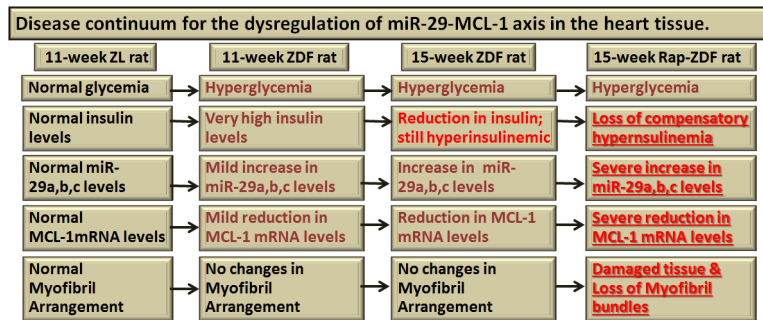 Disease continuum for the dysregulation of miR-29-MCL-1 axis in the heart tissue.
11-week ZL rat
11-week ZDF rat
15-week ZDF rat
15-week Rap-ZDF rat
Normal glycemia
Hyperglycemia
Hyperglycemia
Hyperglycemia
Normal insulin
levels
Very high insulin
levels
Reduction in insulin;
still hyperinsulinemic
Loss of compensatory
hypernsulinemia
Normal miR-
29a,b,c levels
Mild increase in
miR-29a,b,c levels
Increase in miR-
29a,b,c levels
Severe increase in
miR-29a,b,c levels
Normal
MCL-1mRNA levels
Mild reduction in
MCL-1 mRNA levels
Reduction in MCL-1
mRNA levels
Severe reduction in
MCL-1 mRNA levels
Normal
Myofibril
Arrangement
No changes in
Myofibril
Arrangement
No changes in
Myofibril
Arrangement
Damaged tissue &
Loss of Myofibril
bundles